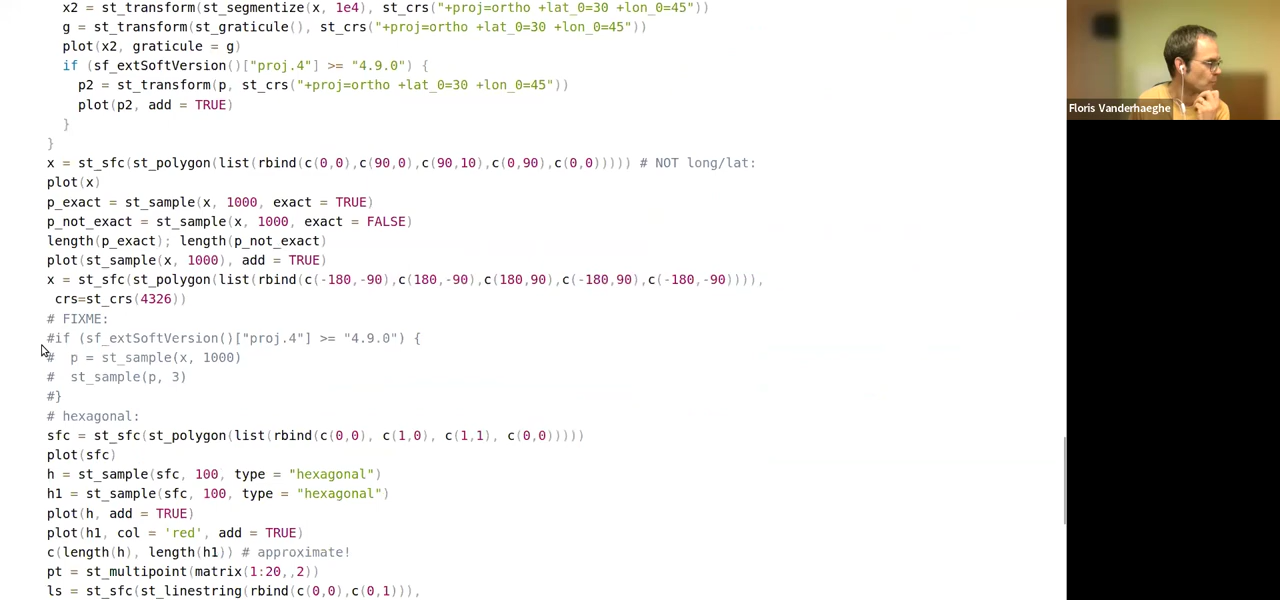 x2 = st_transform(st_segmentize(x, 1e4), st_crs("+proj=ortho +lat_0=30 +lon_0=45"))
g = st_transform(st_graticule(), st_crs("+proj=ortho +lat_0=30 +lon_0=45"))
plot(x2, graticule = g)
if (sf_extSoftVersion()["proj.4"] >= "4.9.0") {
p2 = st_transform(p, st_crs("+proj=ortho +lat_0=30 +lon_0=45"))
plot(p2, add = TRUE)
}
}
x = st_sfc(st_polygon(list(rbind(c(0,0),c(90,0),c(90,10),c(0,90),c(0,0))))) # NOT long/lat:
plot(x)
p_exact = st_sample(x, 1000, exact = TRUE)
p_not_exact = st_sample(x, 1000, exact = FALSE)
length(p_exact); length(p_not_exact)
plot(st_sample(x, 1000), add = TRUE)
x = st_sfc(st_polygon(list(rbind(c(-180,-90),c(180,-90),c(180,90),c(-180,90),c(-180,-90)))),
crs=st_crs(4326))
# FIXME:
#if (sf_extSoftVersion()["proj.4"] >= "4.9.0") {
#  p = st_sample(x, 1000)
#  st_sample(p, 3)
#}
# hexagonal:
sfc = st_sfc(st_polygon(list(rbind(c(0,0), c(1,0), c(1,1), c(0,0)))))
plot(sfc)
h = st_sample(sfc, 100, type = "hexagonal")
h1 = st_sample(sfc, 100, type = "hexagonal")
plot(h, add = TRUE)
plot(h1, col = 'red', add = TRUE)
c(length(h), length(h1)) # approximate!
pt = st_multipoint(matrix(1:20,,2))
ls = st_sfc(st_linestring(rbind(c(0,0),c(0,1))),
Floris Vanderhaeghe